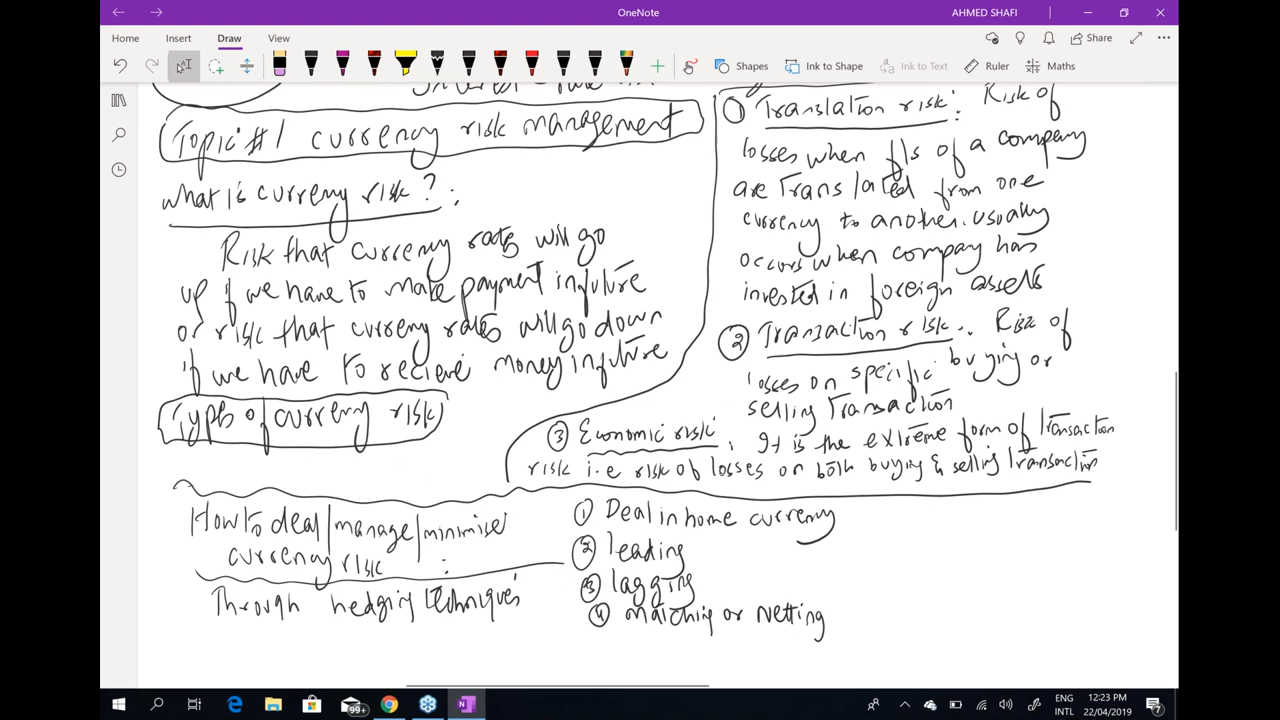 OneNote
AHMED SHAFI
Home Insert Draw View
Share
Shapes Ink to Shape Ink to Text Ruler Maths
Interest - rate risk
Topic #1 currency risk management
What is currency risk? :
Risk that currency rates will go
up if we have to make payment in future
or risk that currency rates will go down
if we have to recieve money in future
Types of currency risk
① Translation risk : Risk of
losses when f/s of a company
are Translated from one
currency to another. usually
occurs when company has
invested in foreign assets
② Transaction risk : Risk of
losses on specific buying or
selling Transaction
③ Economic risk : It is the extreme form of Transaction
risk i.e risk of losses on both buying & selling Transaction
How to deal/manage/minimise
currency risk :
Through hedging techniques
① Deal in home currency
② leading
③ lagging
④ matching or Netting
99+
ENG
INTL
12:23 PM
22/04/2019
7